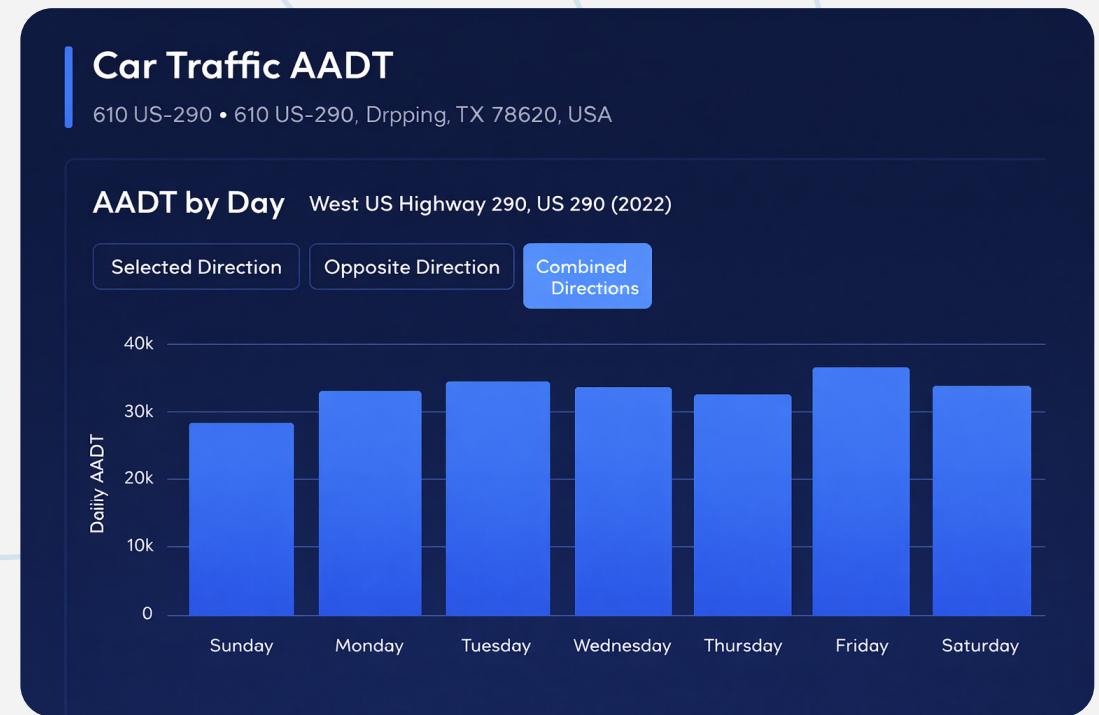 Car Traffic AADT
610 US-290 • 610 US-290, Drpping, TX 78620, USA
AADT by Day West US Highway 290, US 290 (2022)
Selected Direction Opposite Direction Combined
Directions
40k
30k
20k
10k
0
Daiiiy AADT
Sunday Monday Tuesday Wednesday Thursday Friday Saturday